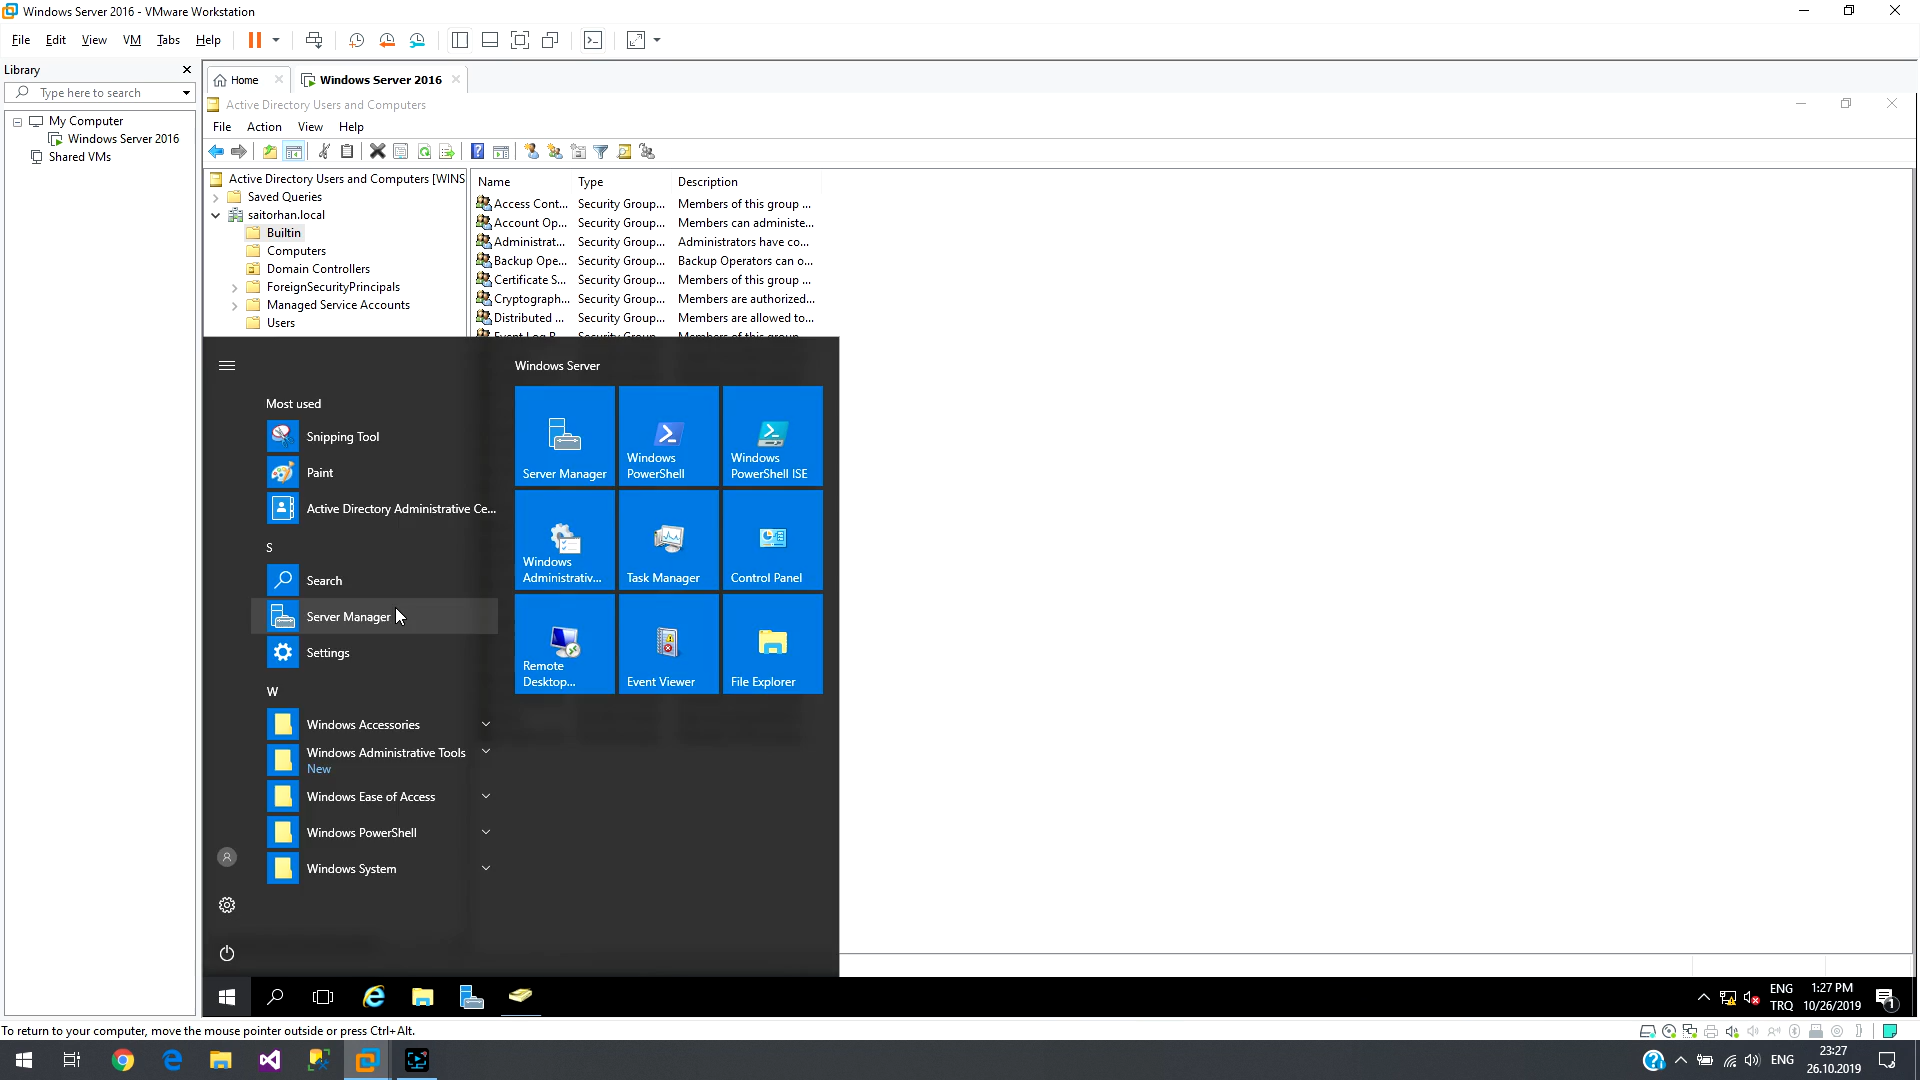 Windows Server 2016 - VMware Workstation
File Edit View VM Tabs Help
Library
Type here to search
My Computer
Windows Server 2016
Shared VMs
Home
Windows Server 2016
Active Directory Users and Computers
File Action View Help
Active Directory Users and Computers [WINS
Saved Queries
saitorhan.local
Builtin
Computers
Domain Controllers
ForeignSecurityPrincipals
Managed Service Accounts
Users
Name Type Description
Access Cont... Security Group... Members of this group ...
Account Op... Security Group... Members can administe...
Administrat... Security Group... Administrators have co...
Backup Ope... Security Group... Backup Operators can o...
Certificate S... Security Group... Members of this group ...
Cryptograph... Security Group... Members are authorized...
Distributed ... Security Group... Members are allowed to...
Most used
Snipping Tool
Paint
Active Directory Administrative Ce...
S
Search
Server Manager
Settings
W
Windows Accessories
Windows Administrative Tools
New
Windows Ease of Access
Windows PowerShell
Windows System
Windows Server
Server Manager
Windows
PowerShell
Windows
PowerShell ISE
Windows
Administrativ...
Task Manager
Control Panel
Remote
Desktop...
Event Viewer
File Explorer
ENG
TRQ
1:27 PM
10/26/2019
1
To return to your computer, move the mouse pointer outside or press Ctrl+Alt.
ENG
23:27
26.10.2019